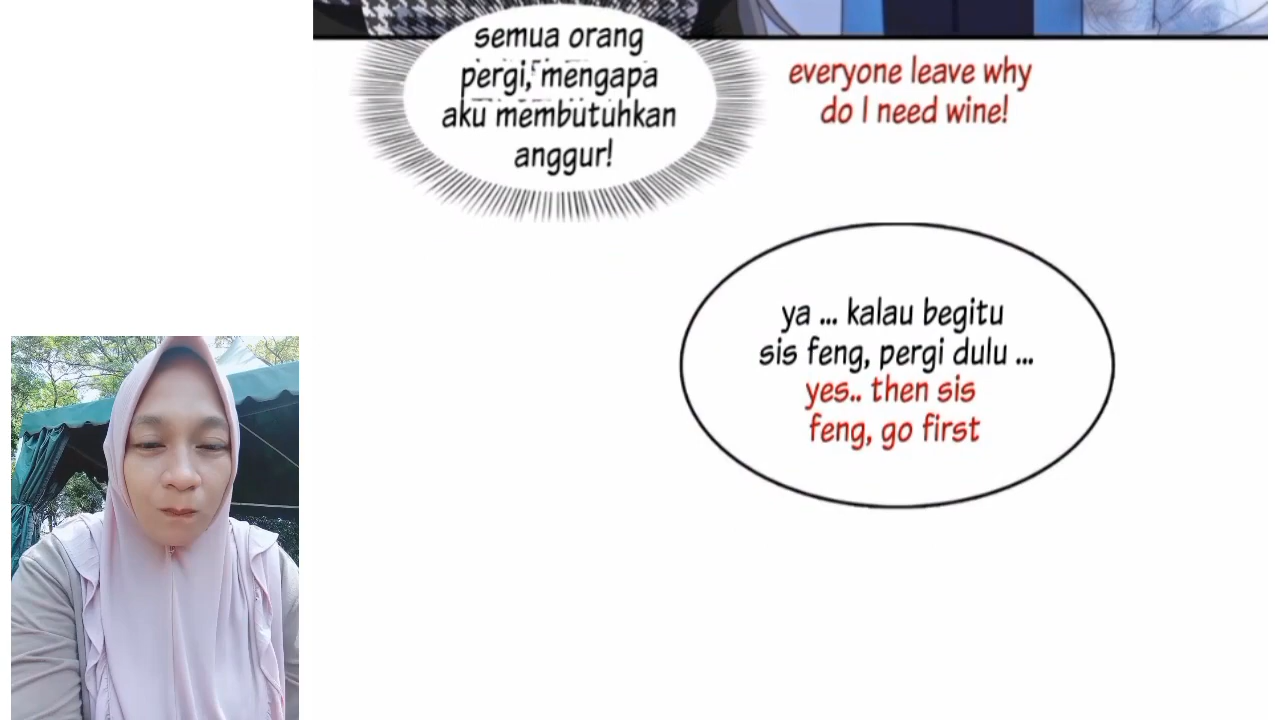 semua orang
pergi, mengapa
aku membutuhkan
anggur!
everyone leave why
do I need wine!
ya ... kalau begitu
sis feng, pergi dulu ...
yes.. then sis
feng, go first